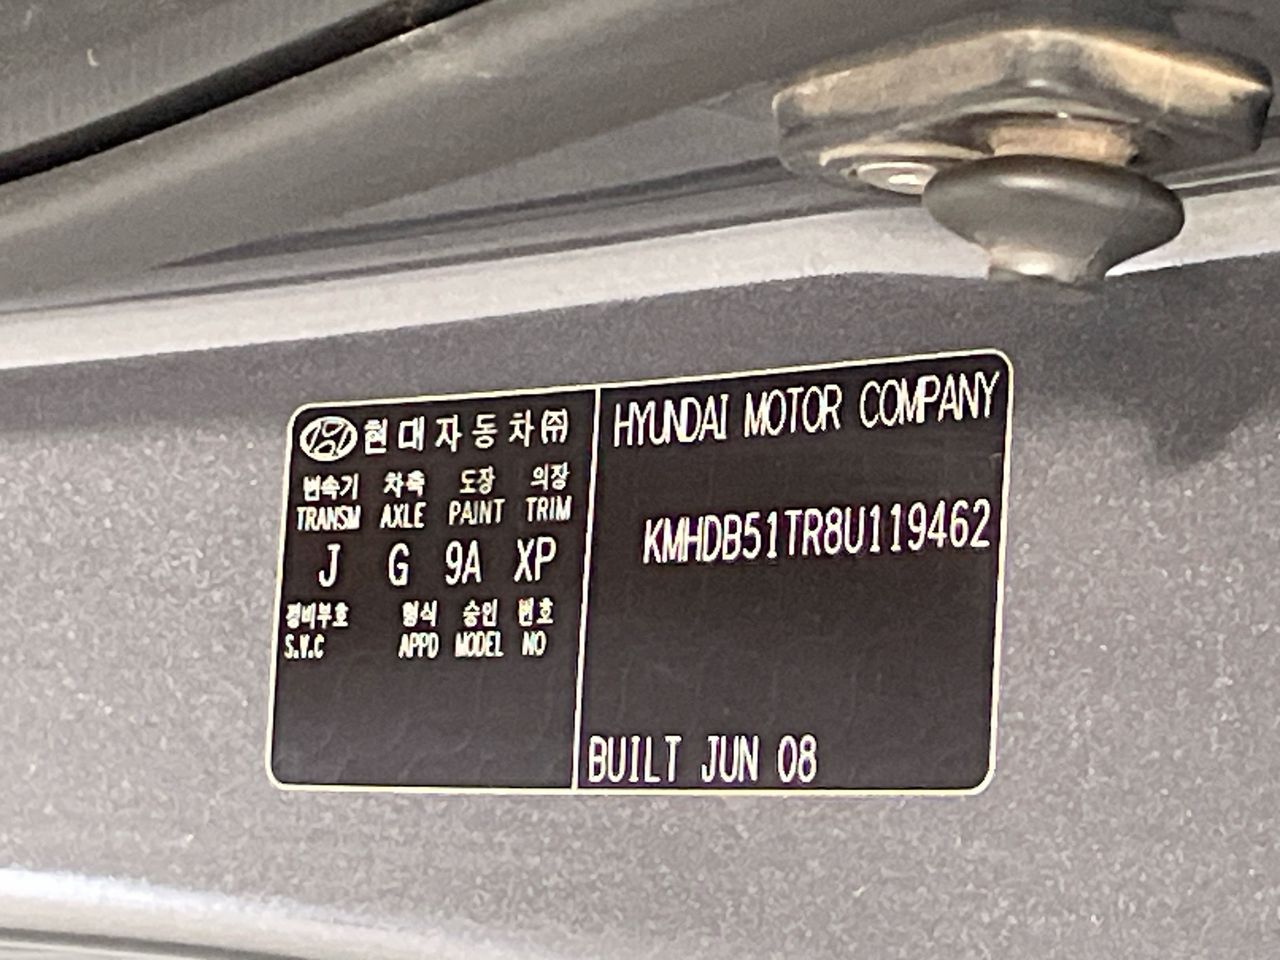 현대자동차㈜
변속기 차축 도장 의장
TRANSM AXLE PAINT TRIM
J G 9A XP
정비부호 형식 승인 번호
S.V.C APPD MODEL NO
HYUNDAI MOTOR COMPANY
KMHDB51TR8U119462
BUILT JUN 08